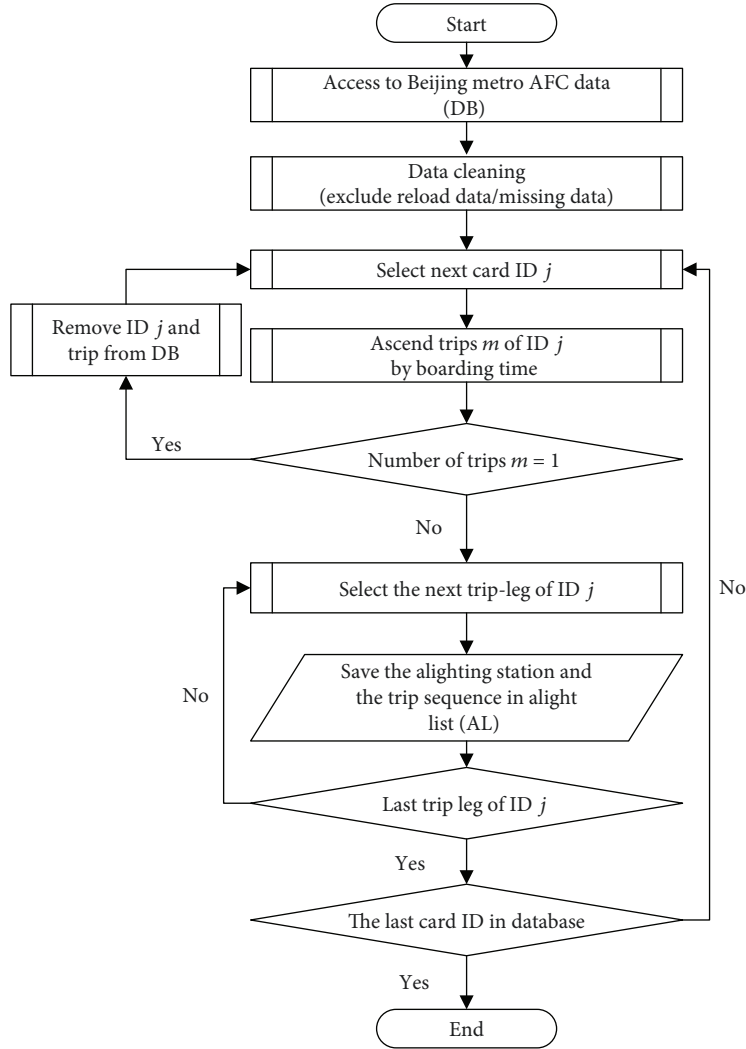 Start
Access to Beijing metro AFC data
(DB)
Data cleaning
(exclude reload data/missing data)
Select next card ID j
Remove ID j and
trip from DB
Ascend trips m of ID j
by boarding time
Yes
Number of trips m = 1
No
Select the next trip-leg of ID j
No
No
Save the alighting station and
the trip sequence in alight
list (AL)
Last trip leg of ID j
Yes
The last card ID in database
Yes
End